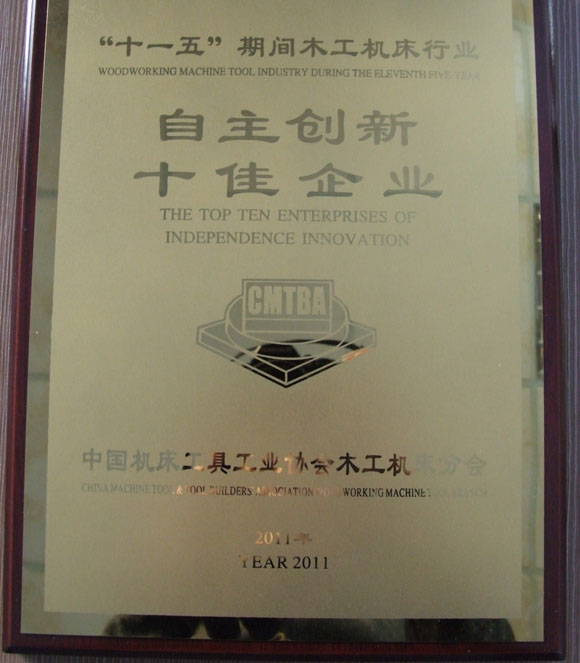 “十一五”期间木工机床行业
WOODWORKING MACHINE TOOL INDUSTRY DURING THE ELEVENTH FIVE-YEAR
自主创新
十佳企业
THE TOP TEN ENTERPRISES OF
INDEPENDENCE INNOVATION
CMTBA
中国机床工具工业协会木工机床分会
CHINA MACHINE TOOL & TOOL BUILDERS' ASSOCIATION WOODWORKING MACHINE TOOL BRANCH
2011年
YEAR 2011